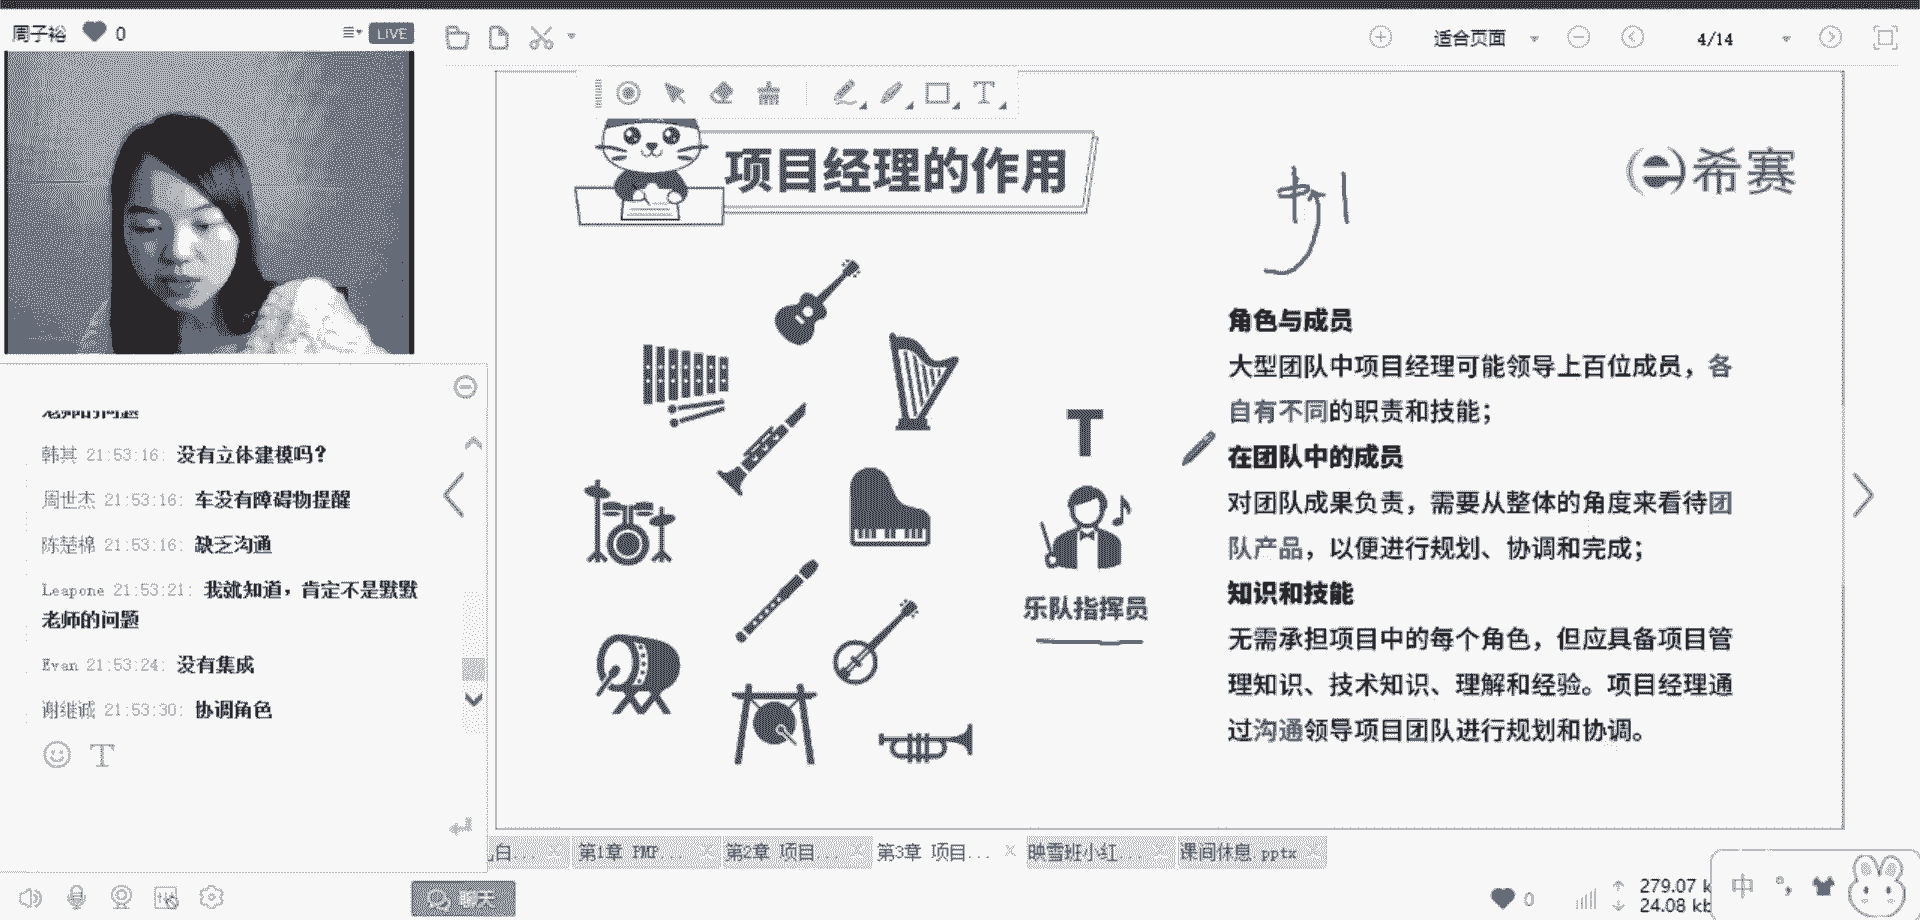 周子裕 0 LIVE
适合页面 4/14
老师的问题
韩其 21:53:16: 没有立体建模吗？
周世杰 21:53:16: 车没有障碍物提醒
陈楚棉 21:53:16: 缺乏沟通
Leapone 21:53:21: 我就知道，肯定不是默默
老师的问题
Evan 21:53:24: 没有集成
谢继诚 21:53:30: 协调角色
T
聊天
T
项目经理的作用
希赛
T
乐队指挥员
角色与成员
大型团队中项目经理可能领导上百位成员，各
自有不同的职责和技能；
在团队中的成员
对团队成果负责，需要从整体的角度来看待团
队产品，以便进行规划、协调和完成；
知识和技能
无需承担项目中的每个角色，但应具备项目管
理知识、技术知识、理解和经验。项目经理通
过沟通领导项目团队进行规划和协调。
白... 第1章 PMP... 第2章 项目... 第3章 项目... 映雪班小红... 课间休息.pptx
0 279.07 k
24.08 kb
中